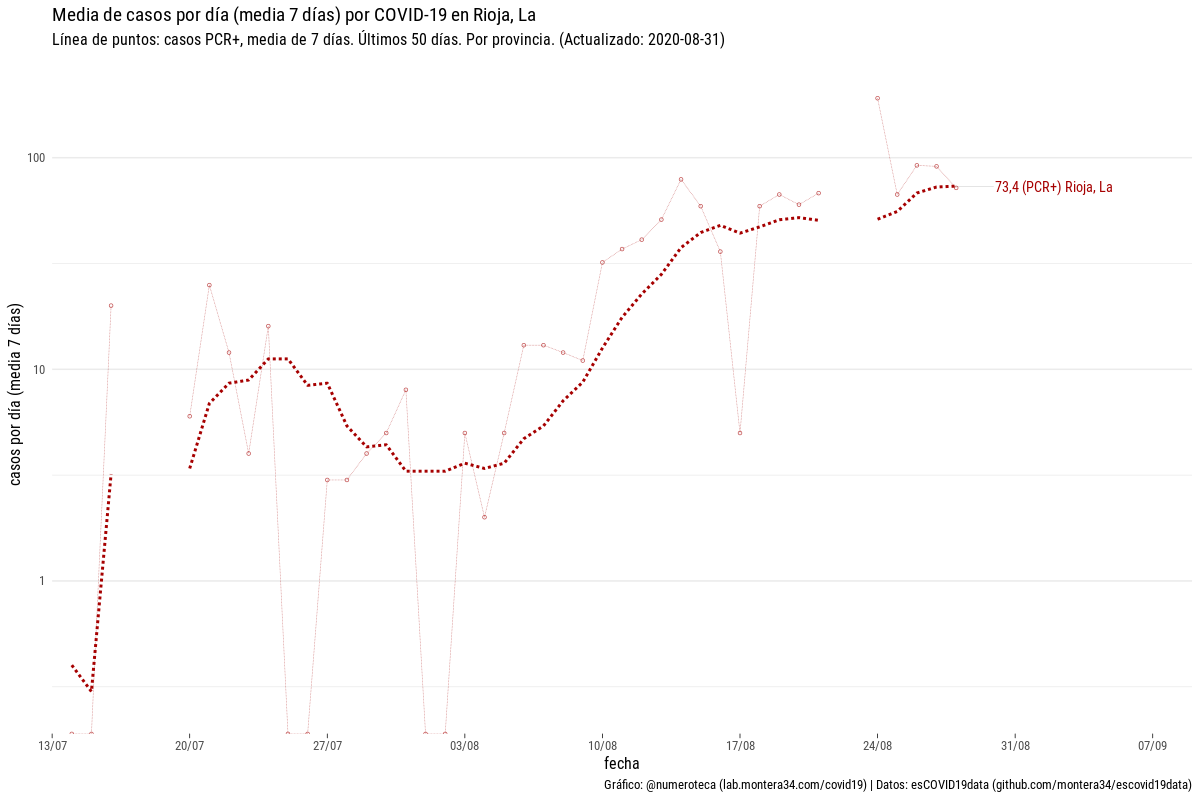 Media de casos por día (media 7 días) por COVID-19 en Rioja, La
Línea de puntos: casos PCR+, media de 7 días. Últimos 50 días. Por provincia. (Actualizado: 2020-08-31)
casos por día (media 7 días)
100
10
1
73,4 (PCR+) Rioja, La
13/07 20/07 27/07 03/08 10/08 17/08 24/08 31/08 07/09
fecha
Gráfico: @numeroteca (lab.montera34.com/covid19) | Datos: esCOVID19data (github.com/montera34/escovid19data)